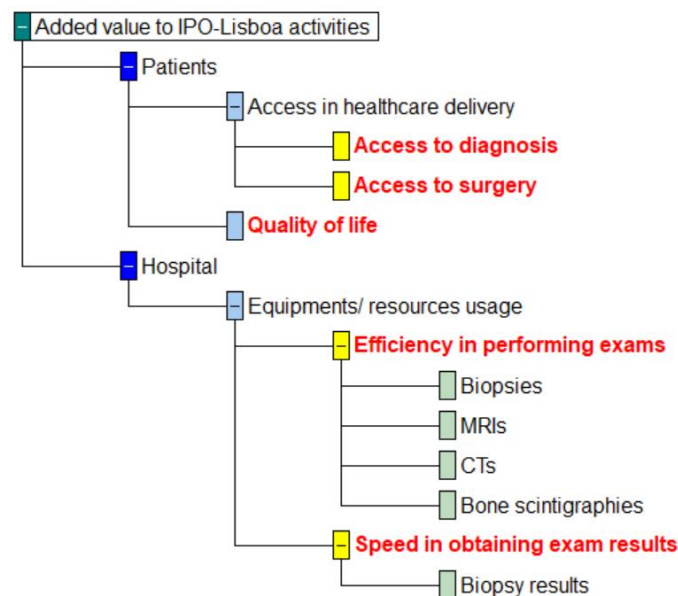 Added value to IPO-Lisboa activities
Patients
Access in healthcare delivery
Access to diagnosis
Access to surgery
Quality of life
Hospital
Equipments/ resources usage
Efficiency in performing exams
Biopsies
MRIs
CTs
Bone scintigraphies
Speed in obtaining exam results
Biopsy results